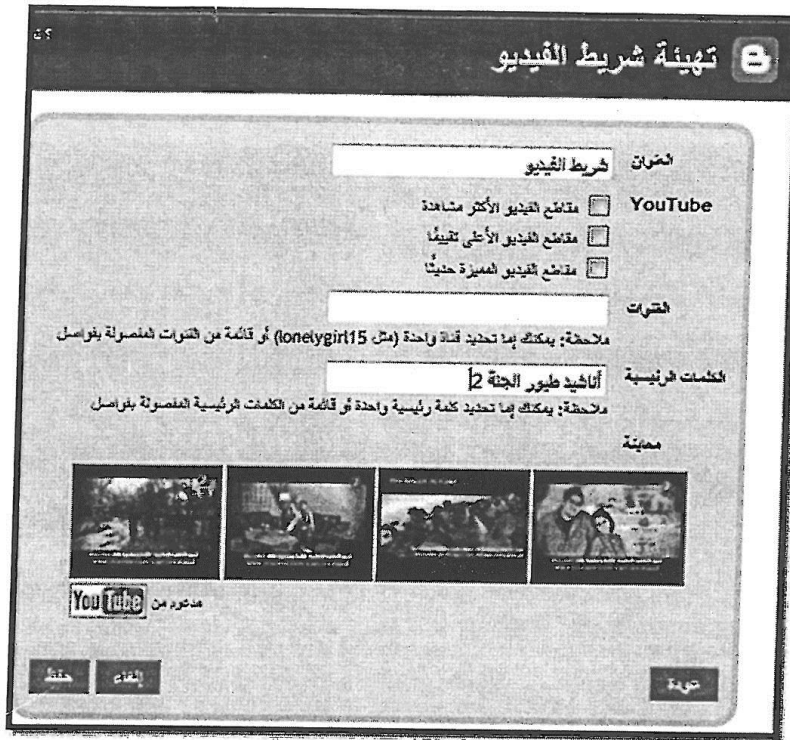 تهيئة شريط الفيديو
العنوان
شريط الفيديو
YouTube
مقاطع الفيديو الأكثر مشاهدة
مقاطع الفيديو الأعلى تقييمًا
مقاطع الفيديو المميزة حديثًا
القنوات
ملاحظة: يمكنك إما تحديد قناة واحدة (مثل lonelygirl15) أو قائمة من القنوات المفصولة بفواصل
الكلمات الرئيسية
أناشيد طيور الجنة 2
ملاحظة: يمكنك إما تحديد كلمة رئيسية واحدة أو قائمة من الكلمات الرئيسية المفصولة بفواصل
معاينة
مدعوم من YouTube
عودة
إلغاء
حفظ